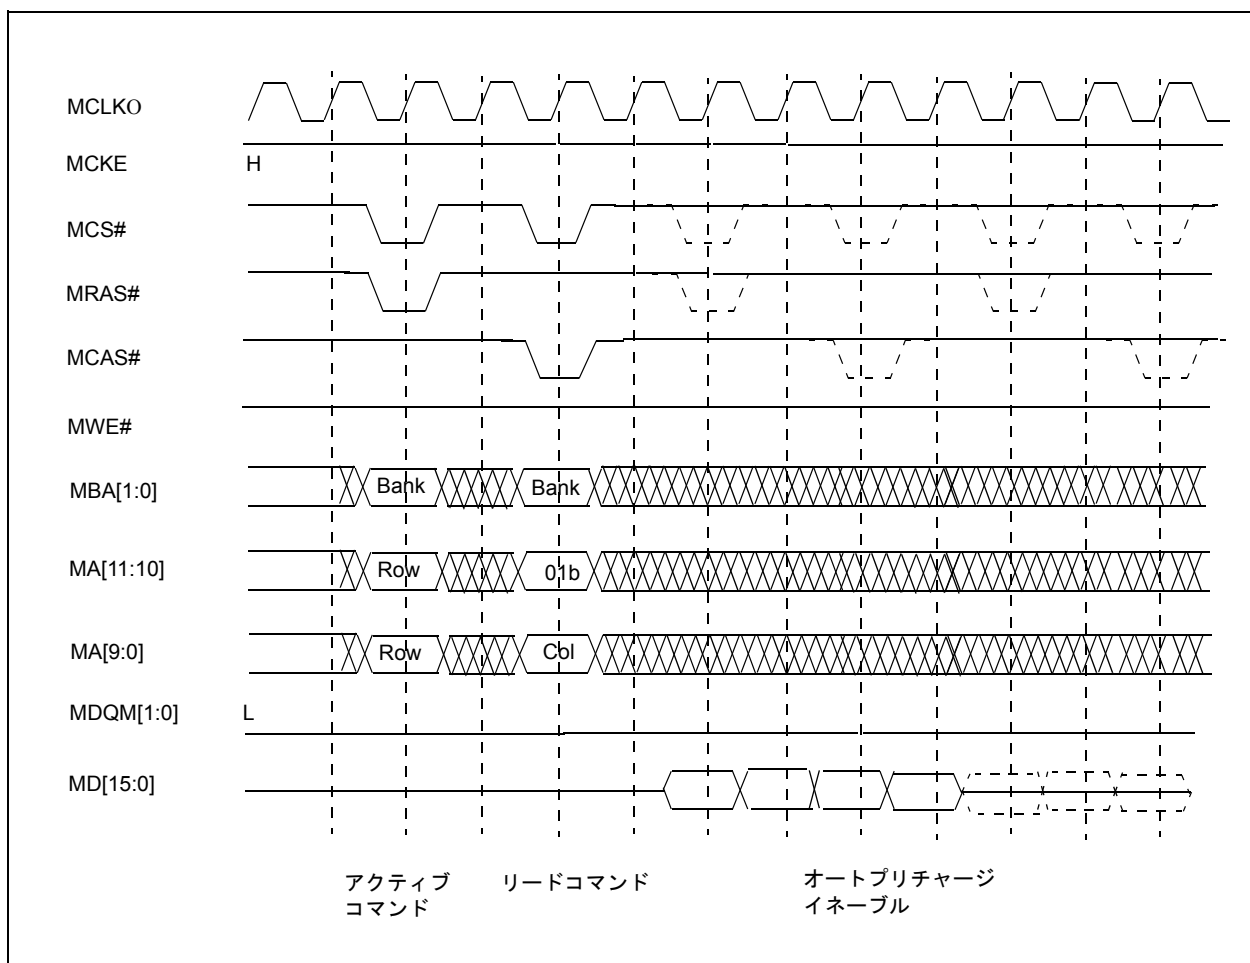 MCLKO
MCKE H
MCS#
MRAS#
MCAS#
MWE#
MBA[1:0] Bank Bank
MA[11:10] Row 01b
MA[9:0] Row Col
MDQM[1:0] L
MD[15:0]
アクティブ リードコマンド オートプリチャージ
コマンド イネーブル